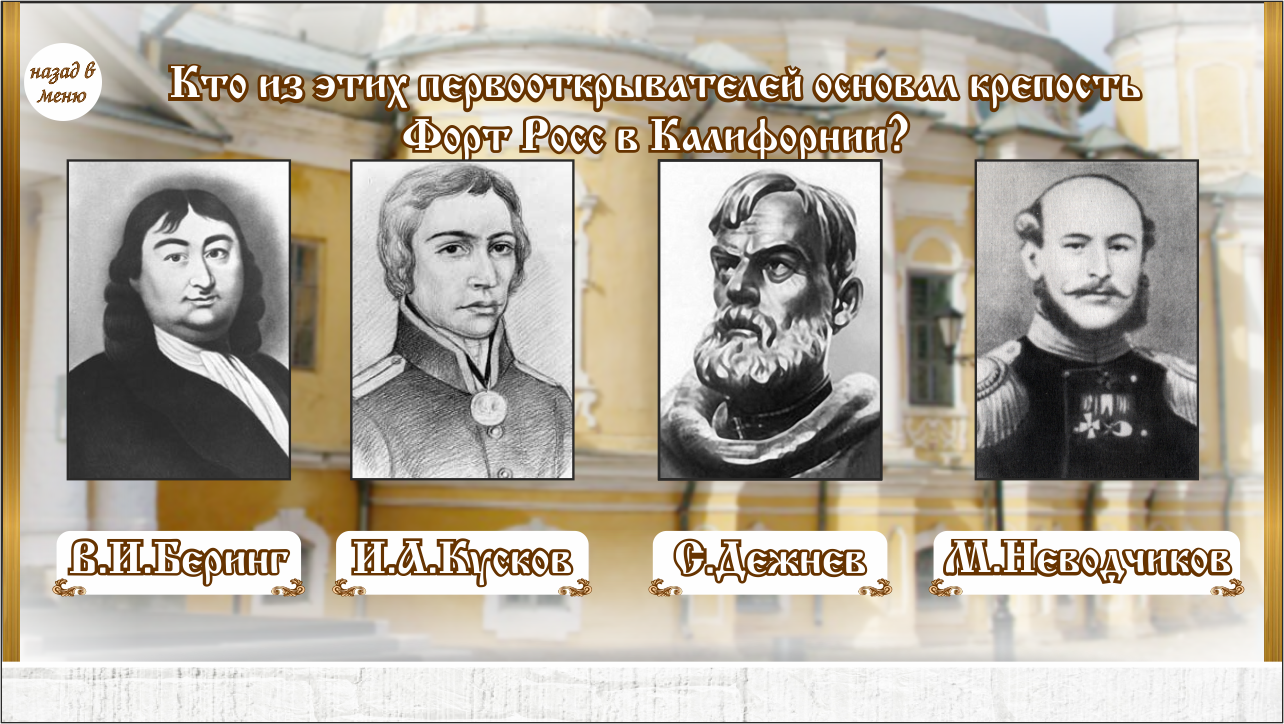 назад в
меню
Кто из этих первооткрывателей основал крепость
Форт Росс в Калифорнии?
В.И.Беринг
И.А.Кусков
С.Дежнев
М.Неводчиков